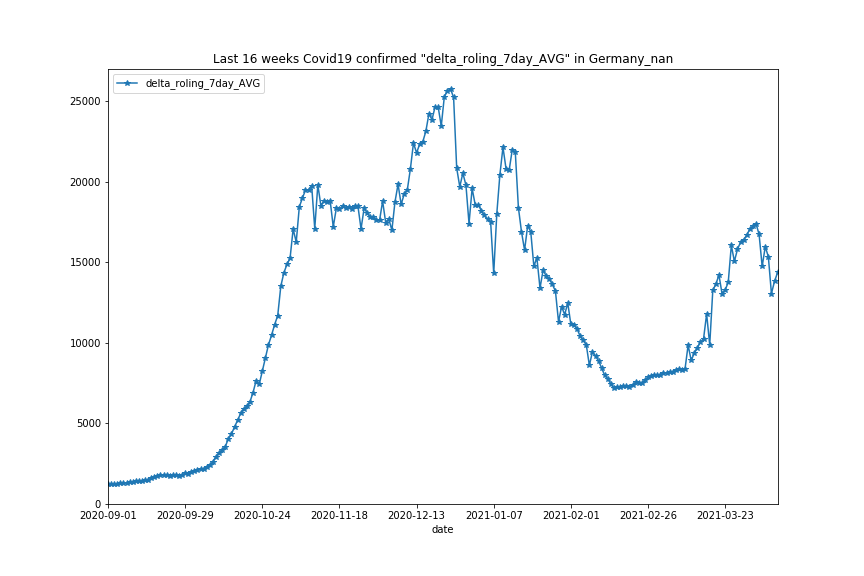 Last 16 weeks Covid19 confirmed "delta_roling_7day_AVG" in Germany_nan
delta_roling_7day_AVG
25000
20000
15000
10000
5000
0
2020-09-01 2020-09-29 2020-10-24 2020-11-18 2020-12-13 2021-01-07 2021-02-01 2021-02-26 2021-03-23
date